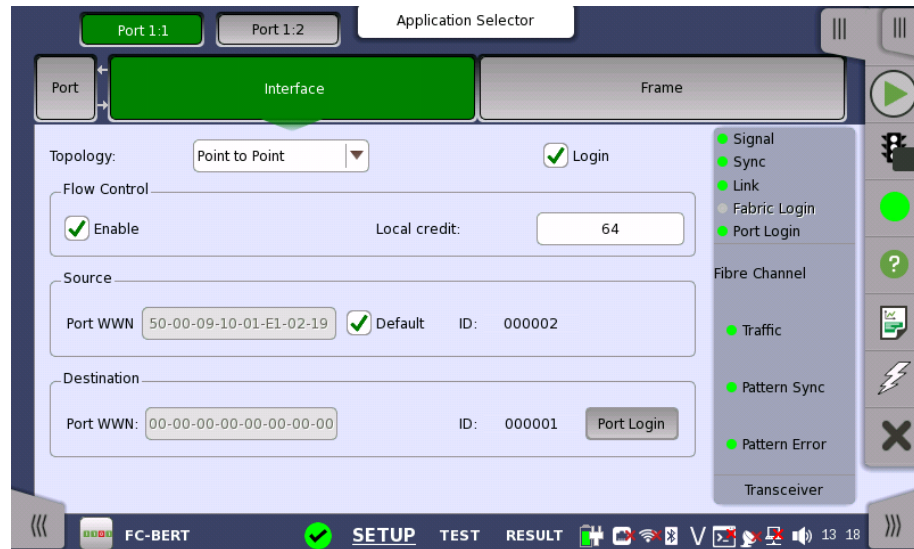 Port 1:1
Port 1:2
Application Selector
Port
Interface
Frame
Topology:
Point to Point
Login
Flow Control
Enable
Local credit:
64
Source
Port WWN
50-00-09-10-01-E1-02-19
Default
ID:
000002
Destination
Port WWN:
00-00-00-00-00-00-00-00
ID:
000001
Port Login
Signal
Sync
Link
Fabric Login
Port Login
Fibre Channel
Traffic
Pattern Sync
Pattern Error
Transceiver
FC-BERT
SETUP
TEST
RESULT
V
13 18